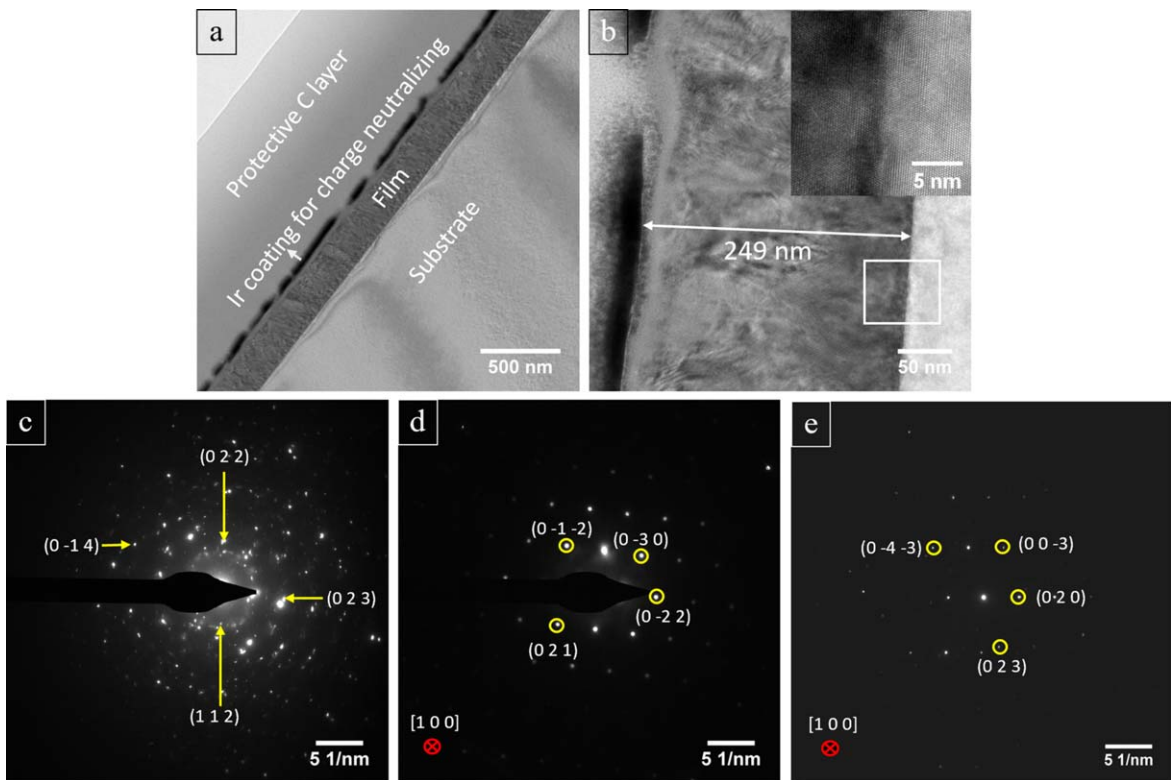 a
Protective C layer
Ir coating for charge neutralizing
Film
Substrate
500 nm
b
5 nm
249 nm
50 nm
c
(0 2 2)
(0 -1 4)
(0 2 3)
(1 1 2)
5 1/nm
d
(0 -1 -2)
(0 -3 0)
(0 -2 2)
(0 2 1)
[1 0 0]
5 1/nm
e
(0 -4 -3)
(0 0 -3)
(0 -2 0)
(0 2 3)
[1 0 0]
5 1/nm